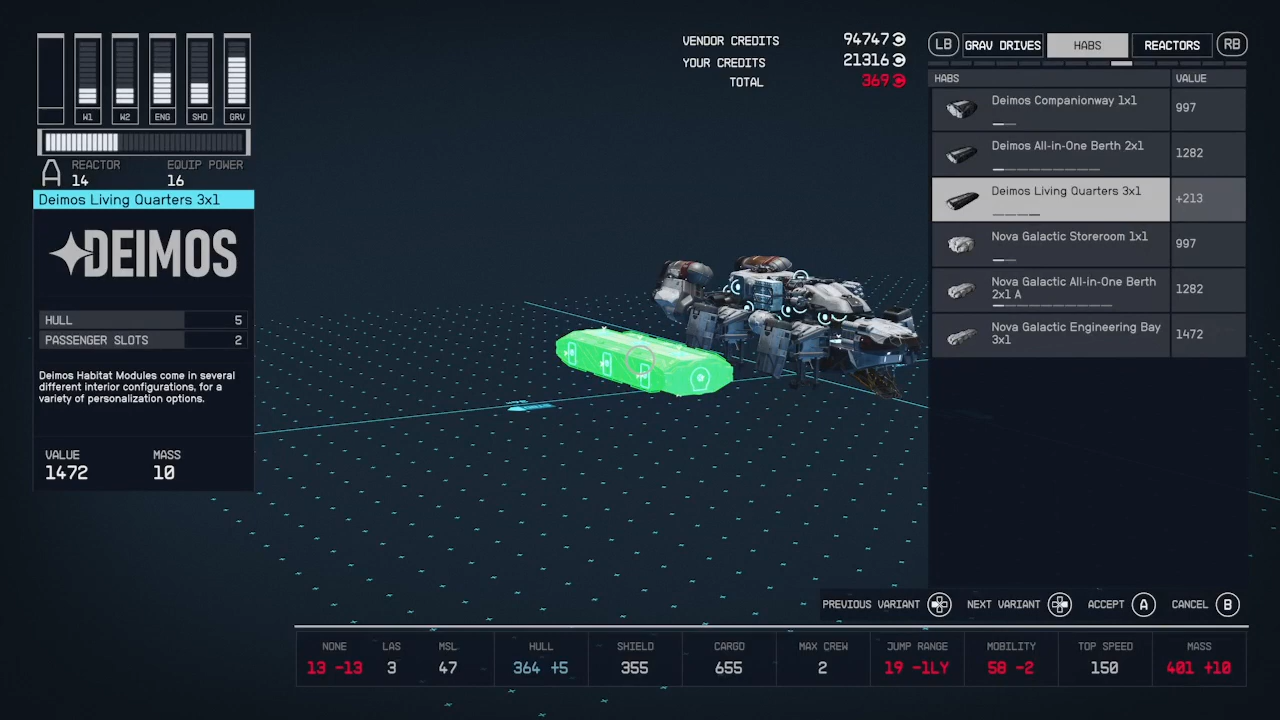 VENDOR CREDITS 94747
YOUR CREDITS 21316
TOTAL 369
LB GRAV DRIVES HABS REACTORS RB
HABS VALUE
Deimos Companionway 1x1 997
Deimos All-in-One Berth 2x1 1282
Deimos Living Quarters 3x1 +213
Nova Galactic Storeroom 1x1 997
Nova Galactic All-in-One Berth
2x1 A 1282
Nova Galactic Engineering Bay
3x1 1472
W1 W2 ENG SHD GRV
A REACTOR EQUIP POWER
14 16
Deimos Living Quarters 3x1
DEIMOS
HULL 5
PASSENGER SLOTS 2
Deimos Habitat Modules come in several
different interior configurations, for a
variety of personalization options.
VALUE MASS
1472 10
PREVIOUS VARIANT NEXT VARIANT ACCEPT A CANCEL B
NONE LAS MSL HULL SHIELD CARGO MAX CREW JUMP RANGE MOBILITY TOP SPEED MASS
13 -13 3 47 364 +5 355 655 2 19 -1LY 58 -2 150 401 +10